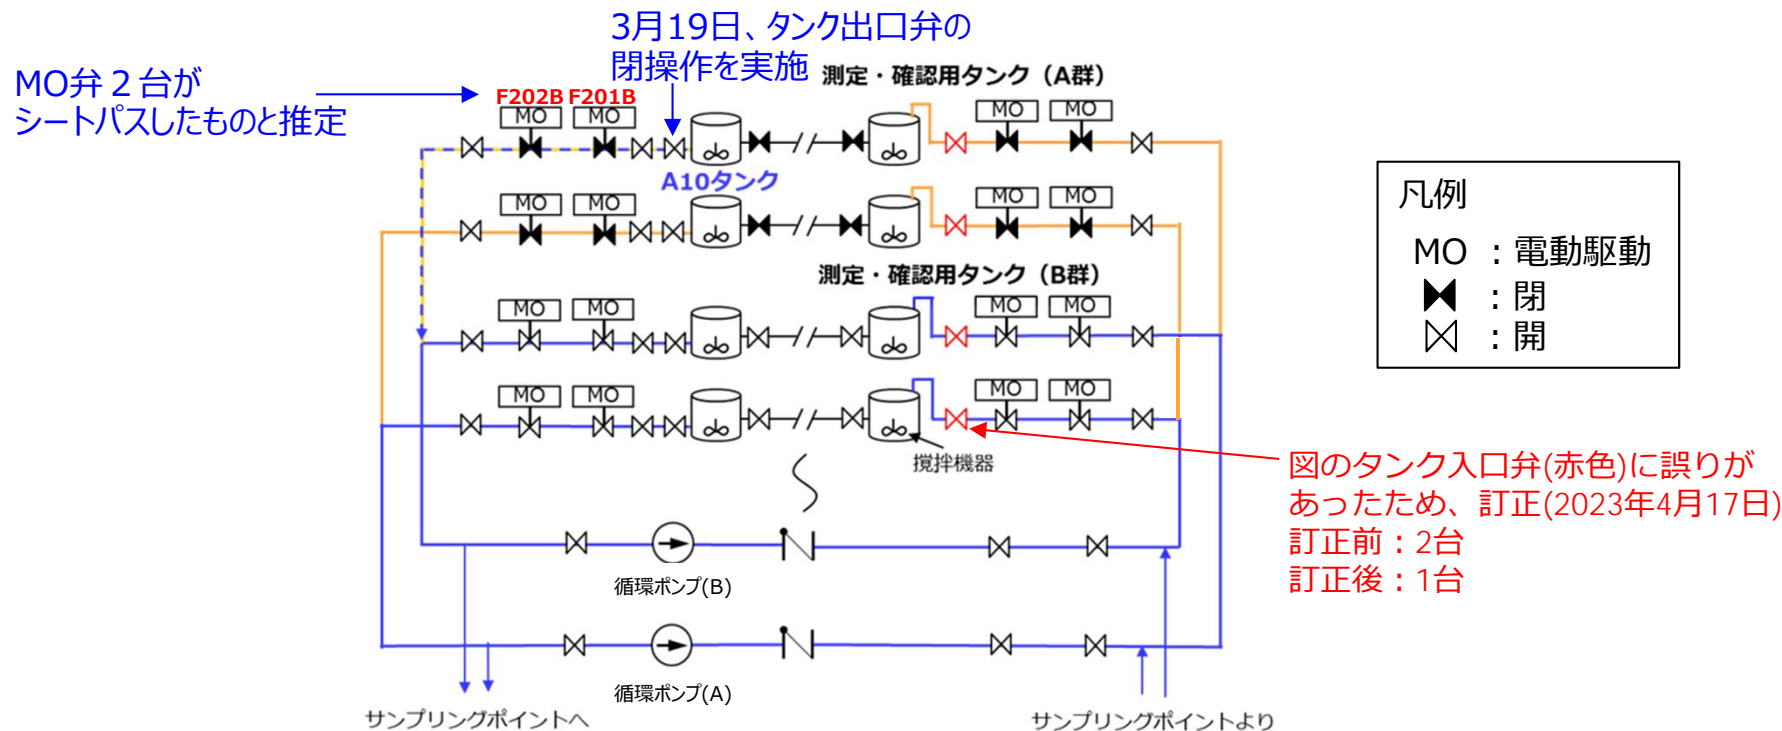 3月19日、タンク出口弁の
閉操作を実施
MO弁２台が
シートパスしたものと推定
測定・確認用タンク（A群）
F202B F201B
MO MO MO MO
A10タンク
MO MO MO MO
測定・確認用タンク（B群）
MO MO MO MO
MO MO MO MO
撹拌機器
凡例
MO ：電動駆動
：閉
：開
図のタンク入口弁(赤色)に誤りが
あったため、訂正(2023年4月17日)
訂正前：2台
訂正後：1台
循環ポンプ(B)
循環ポンプ(A)
サンプリングポイントへ
サンプリングポイントより